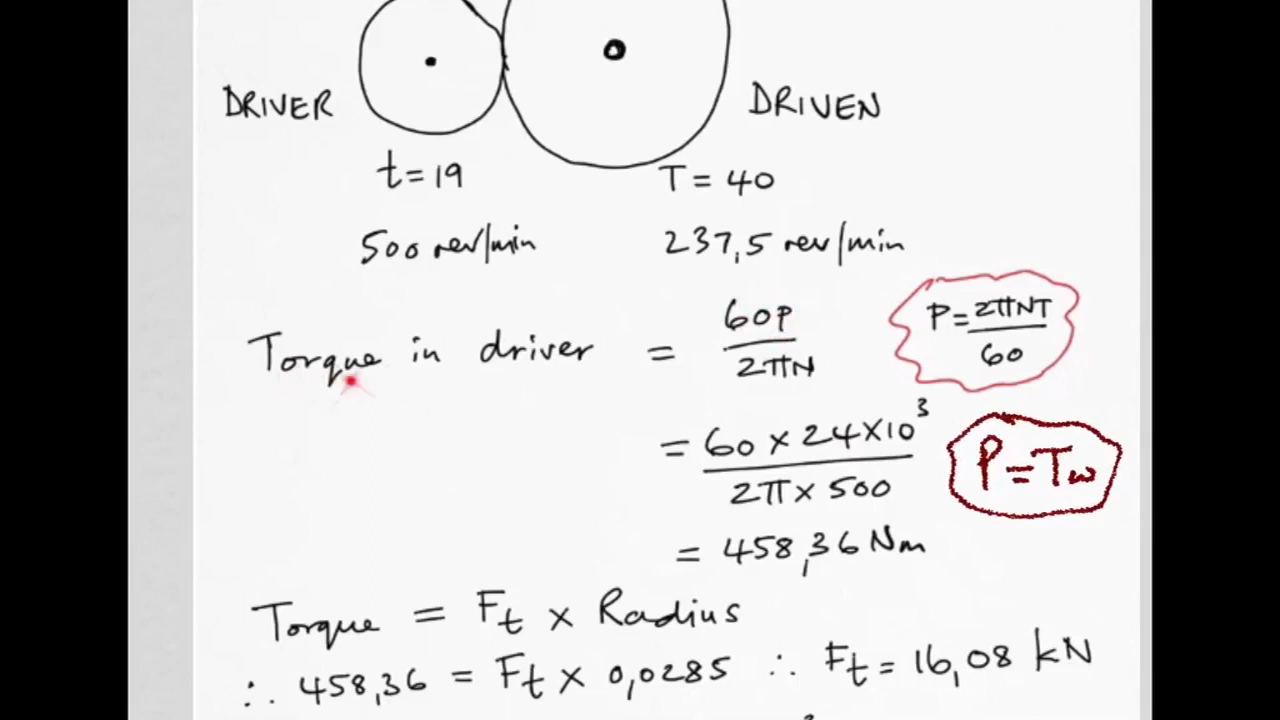 DRIVER
DRIVEN
t = 19
T = 40
500 rev/min
237,5 rev/min
Torque in driver = 60P / 2πN
P = 2πNT / 60
= 60 × 24×10³ / 2π × 500
P = Tω
= 458,36 Nm
Torque = Ft × Radius
∴ 458,36 = Ft × 0,0285 ∴ Ft = 16,08 kN